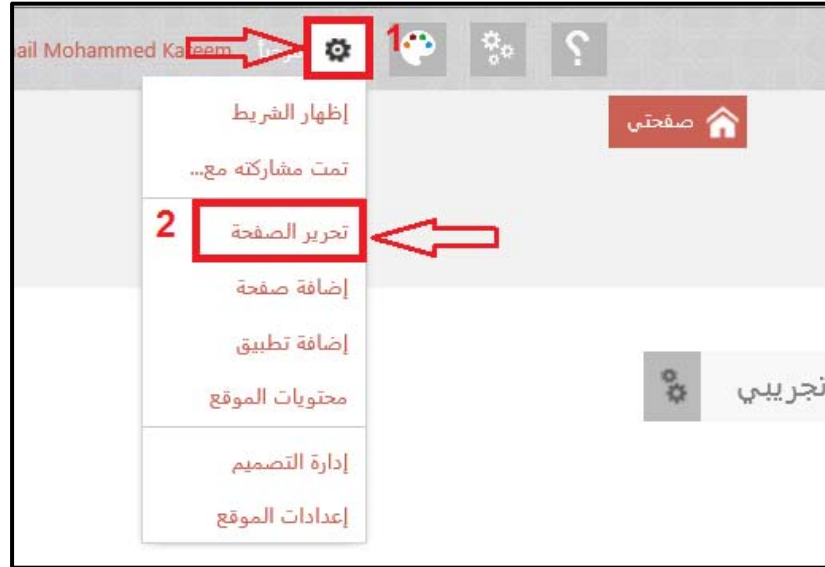 ail Mohammed Kareem
1
صفحتي
إظهار الشريط
تمت مشاركته مع...
2
تحرير الصفحة
إضافة صفحة
إضافة تطبيق
محتويات الموقع
إدارة التصميم
إعدادات الموقع
تجريبي